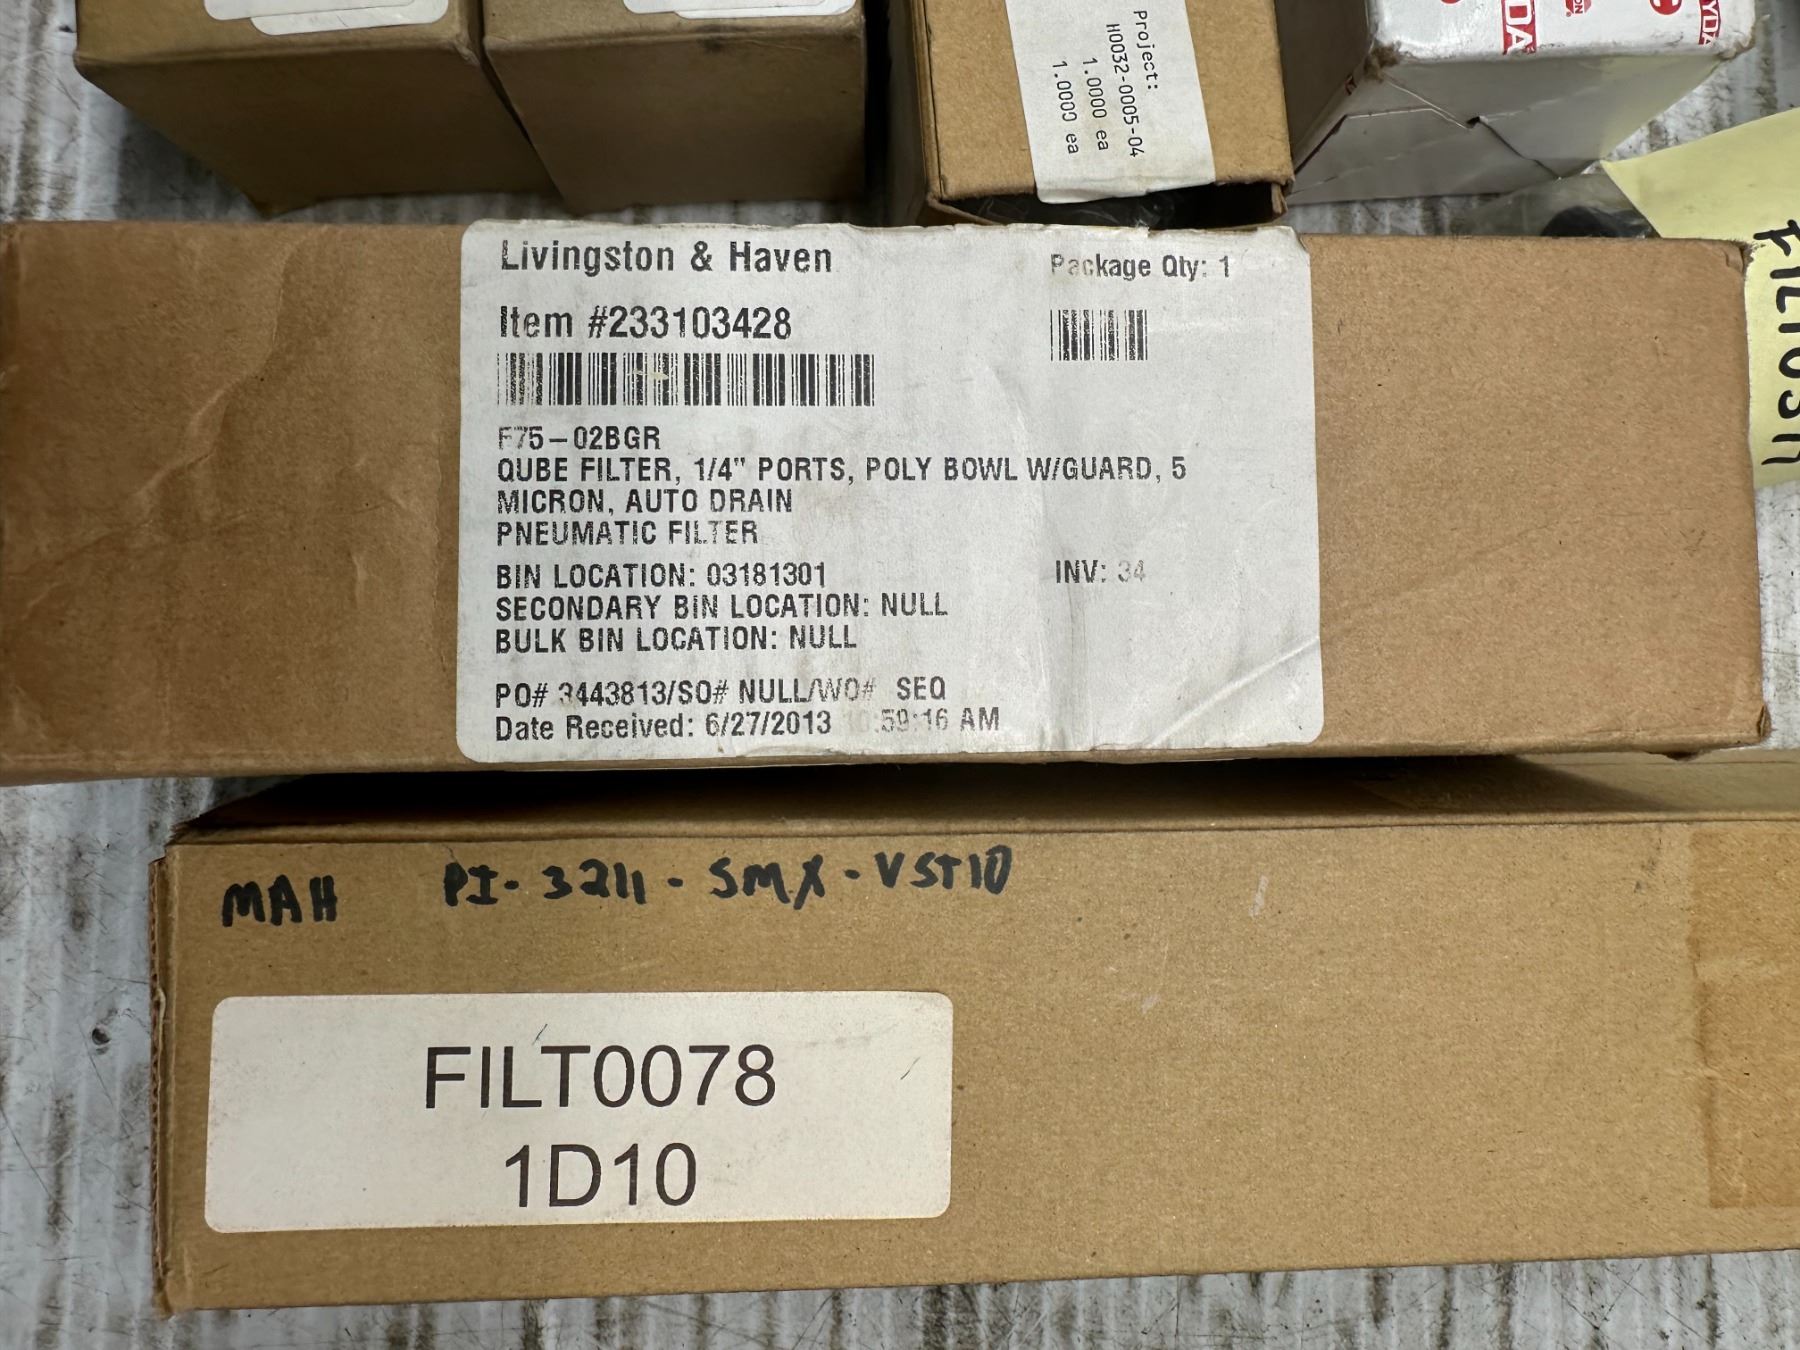 Project:
H0032-0005-04
1.0000 ea
1.0000 ea
YDA
Livingston & Haven
Package Qty: 1
Item #233103428
F75-02BGR
QUBE FILTER, 1/4" PORTS, POLY BOWL W/GUARD, 5
MICRON, AUTO DRAIN
PNEUMATIC FILTER
BIN LOCATION: 03181301
INV: 34
SECONDARY BIN LOCATION: NULL
BULK BIN LOCATION: NULL
PO# 3443813/SO# NULL/WO# SEQ
Date Received: 6/27/2013 :59:16 AM
MAH PI-3211-SMX-VST10
FILT0078
1D10